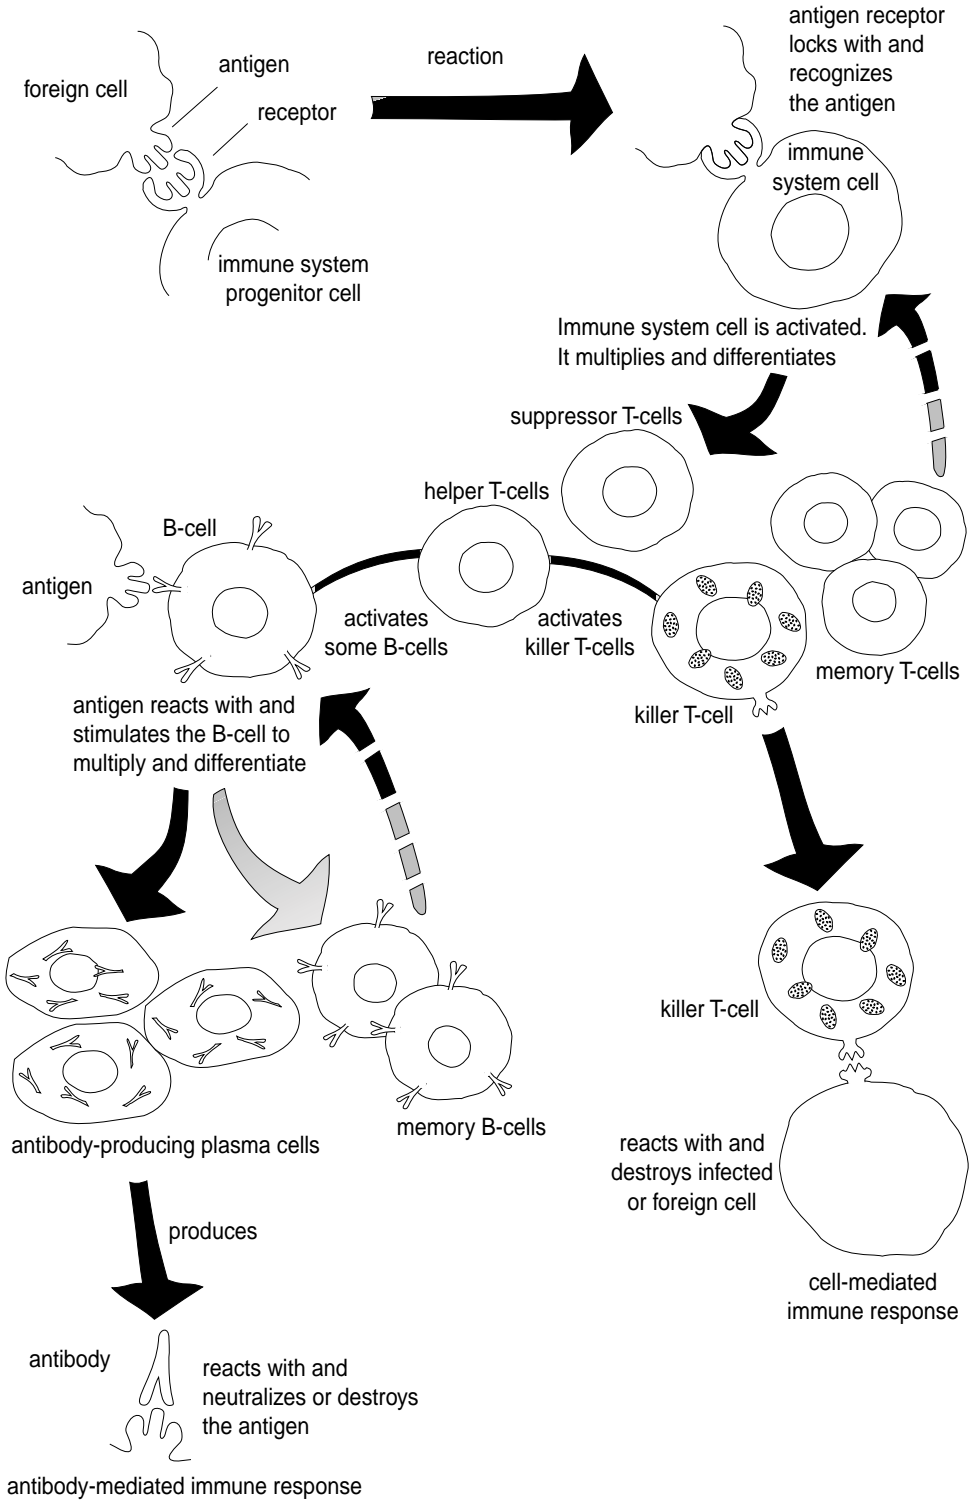 foreign cell
antigen
receptor
reaction
antigen receptor
locks with and
recognizes
the antigen
immune
system cell
immune system
progenitor cell
Immune system cell is activated.
It multiplies and differentiates
suppressor T-cells
helper T-cells
B-cell
antigen
activates
some B-cells
activates
killer T-cells
memory T-cells
killer T-cell
antigen reacts with and
stimulates the B-cell to
multiply and differentiate
killer T-cell
memory B-cells
antibody-producing plasma cells
reacts with and
destroys infected
or foreign cell
produces
cell-mediated
immune response
antibody
reacts with and
neutralizes or destroys
the antigen
antibody-mediated immune response